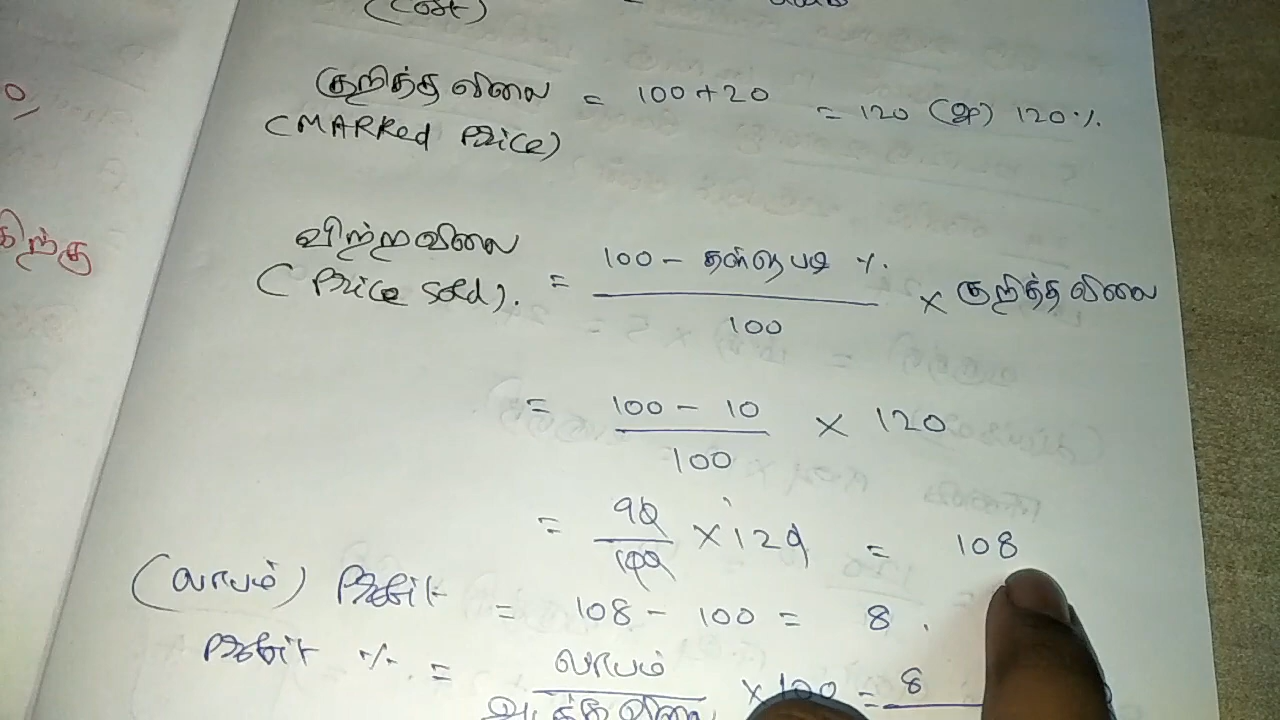 (Cost) =
குறித்த விலை = 100+20 = 120 (அ) 120%.
(MARKed Price)
விற்ற விலை
(Price sold). = 100 - தள்ளுபடி % / 100 × குறித்த விலை
= 100 - 10 / 100 × 120
= 90 / 100 × 120 = 108
(லாபம்) Profit = 108 - 100 = 8.
Profit % = லாபம் / அடக்க விலை × 100 = 8